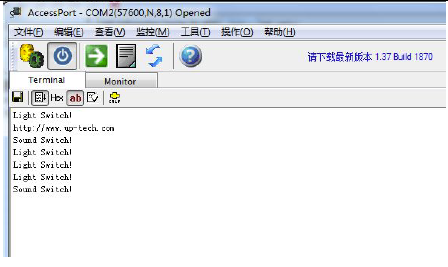 AccessPort - COM2(57600,N,8,1) Opened
文件(F) 编辑(E) 查看(V) 监控(M) 工具(T) 操作(O) 帮助(H)
请下载最新版本 1.37 Build 1870
Terminal Monitor
Hex ab
Light Switch!
http://www.up-tech.com
Sound Switch!
Light Switch!
Light Switch!
Light Switch!
Sound Switch!